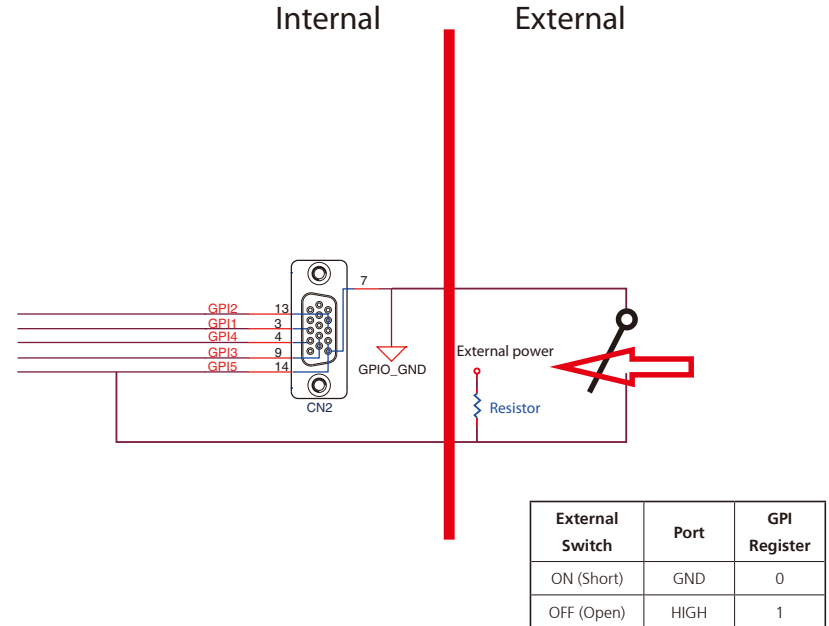 Internal
External
7
GPI2 13
GPI1 3
GPI4 4
GPI3 9
GPI5 14
CN2
GPIO_GND
External power
Resistor
External Switch
Port
GPI Register
ON (Short) GND 0
OFF (Open) HIGH 1